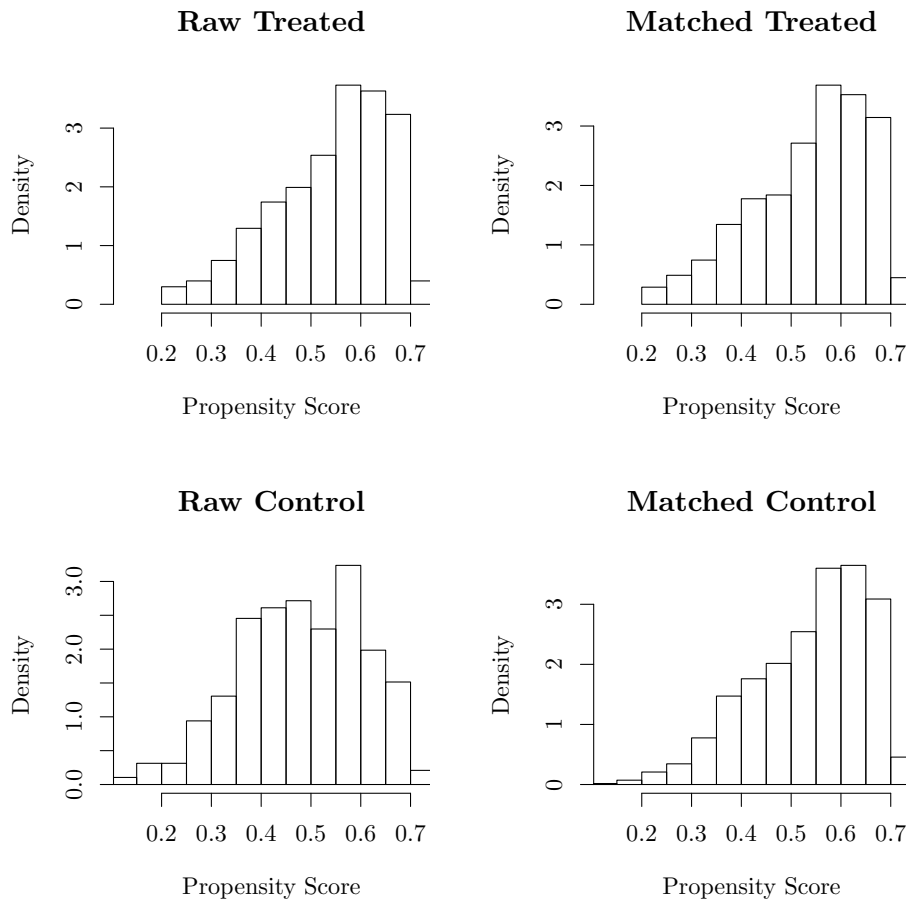 Raw Treated
Density
0 1 2 3
0.2 0.3 0.4 0.5 0.6 0.7
Propensity Score
Matched Treated
Density
0 1 2 3
0.2 0.3 0.4 0.5 0.6 0.7
Propensity Score
Raw Control
Density
0.0 1.0 2.0 3.0
0.2 0.3 0.4 0.5 0.6 0.7
Propensity Score
Matched Control
Density
0 1 2 3
0.2 0.3 0.4 0.5 0.6 0.7
Propensity Score